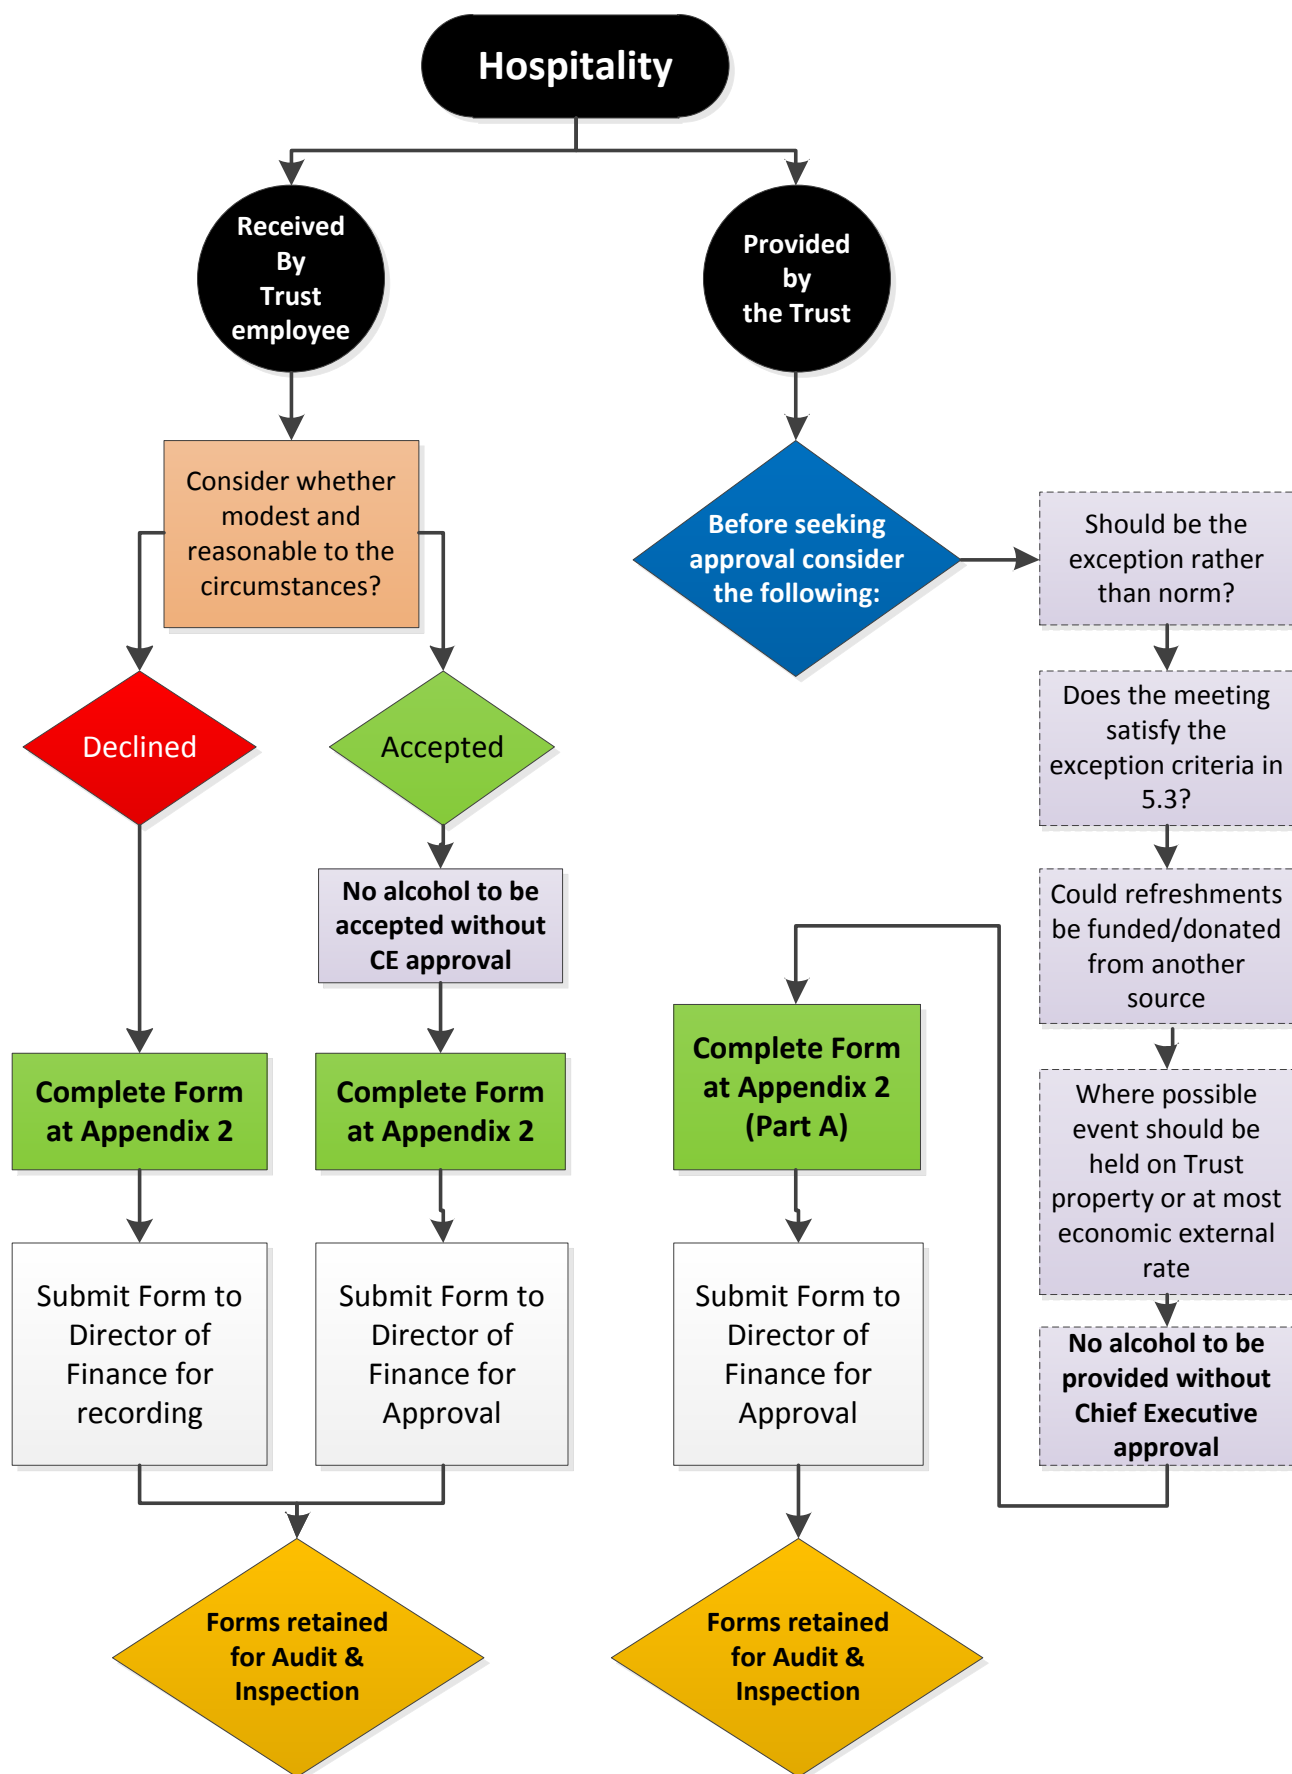 Hospitality
Received
By
Trust
employee
Provided
by
the Trust
Consider whether
modest and
reasonable to the
circumstances?
Before seeking
approval consider
the following:
Should be the
exception rather
than norm?
Declined
Accepted
Does the meeting
satisfy the
exception criteria in
5.3?
No alcohol to be
accepted without
CE approval
Could refreshments
be funded/donated
from another
source
Complete Form
at Appendix 2
Complete Form
at Appendix 2
Complete Form
at Appendix 2
(Part A)
Where possible
event should be
held on Trust
property or at most
economic external
rate
Submit Form to
Director of
Finance for
recording
Submit Form to
Director of
Finance for
Approval
Submit Form to
Director of
Finance for
Approval
No alcohol to be
provided without
Chief Executive
approval
Forms retained
for Audit &
Inspection
Forms retained
for Audit &
Inspection